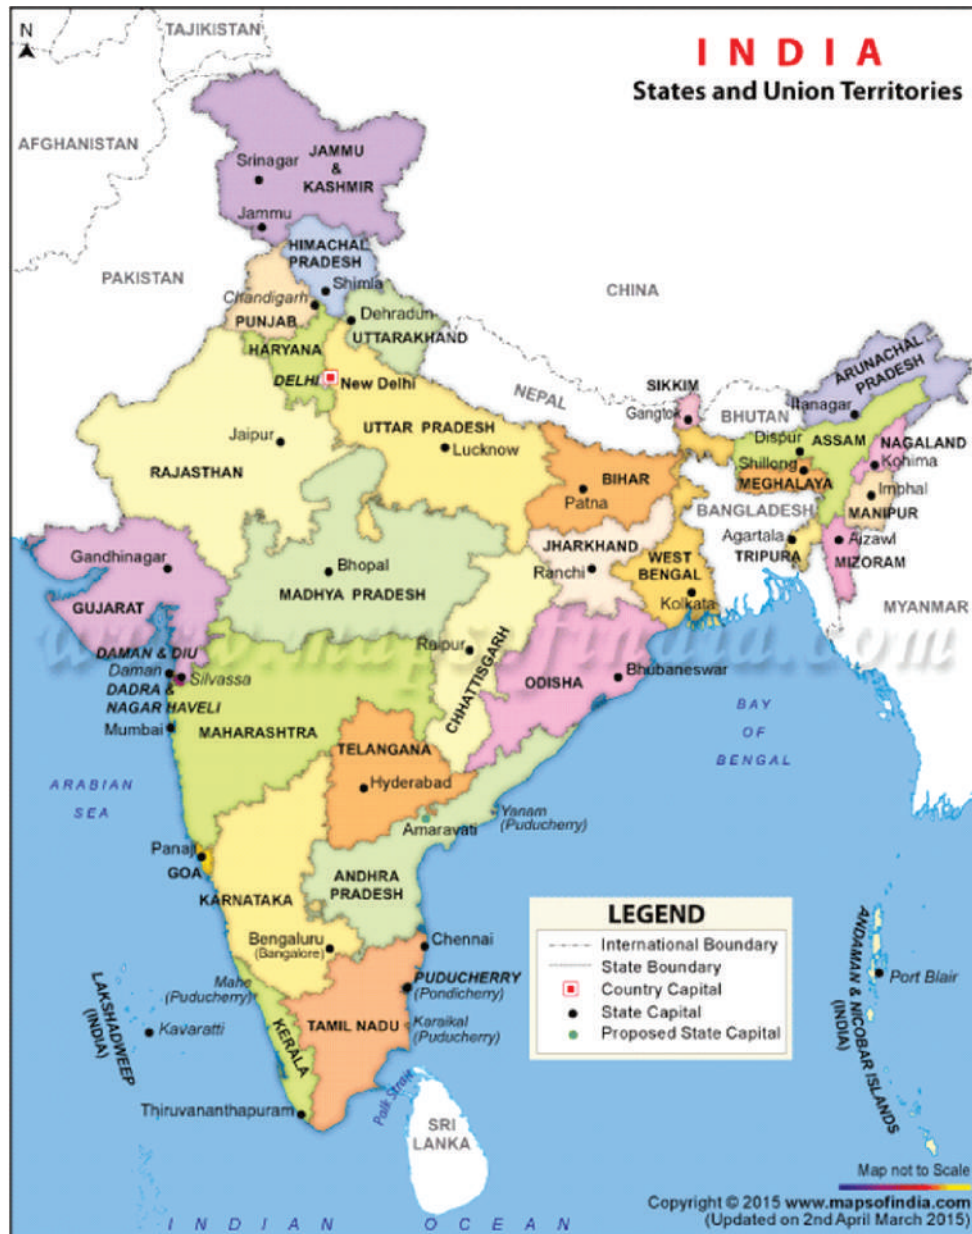 N
TAJIKISTAN
INDIA
States and Union Territories
AFGHANISTAN
JAMMU
&
KASHMIR
Srinagar
Jammu
HIMACHAL
PRADESH
PAKISTAN
Shimla
CHINA
Chandigarh
PUNJAB
Dehradun
UTTARAKHAND
HARYANA
DELHI
New Delhi
NEPAL
SIKKIM
Gangtok
BHUTAN
ARUNACHAL
PRADESH
Itanagar
Dispur
ASSAM
NAGALAND
Kohima
Shillong
MEGHALAYA
Imphal
MANIPUR
BANGLADESH
Agartala
TRIPURA
Aizawl
MIZORAM
MYANMAR
Jaipur
RAJASTHAN
UTTAR PRADESH
Lucknow
BIHAR
Patna
JHARKHAND
Ranchi
WEST
BENGAL
Kolkata
Gandhinagar
GUJARAT
Bhopal
MADHYA PRADESH
www.mapsofindia.com
Raipur
CHHATTISGARH
ODISHA
Bhubaneswar
DAMAN & DIU
Daman
Silvassa
DADRA &
NAGAR HAVELI
Mumbai
MAHARASHTRA
TELANGANA
Hyderabad
BAY
OF
BENGAL
ARABIAN
SEA
Amaravati
Yanam
(Puducherry)
Panaji
GOA
KARNATAKA
ANDHRA
PRADESH
Bengaluru
(Bangalore)
Chennai
Mahe
(Puducherry)
PUDUCHERRY
(Pondicherry)
TAMIL NADU
Karaikal
(Puducherry)
KERALA
LAKSHADWEEP
(INDIA)
Kavaratti
Thiruvananthapuram
Palk Strait
SRI
LANKA
LEGEND
International Boundary
State Boundary
Country Capital
State Capital
Proposed State Capital
ANDAMAN & NICOBAR ISLANDS
(INDIA)
Port Blair
Map not to Scale
Copyright © 2015 www.mapsofindia.com
(Updated on 2nd April March 2015)
INDIAN OCEAN